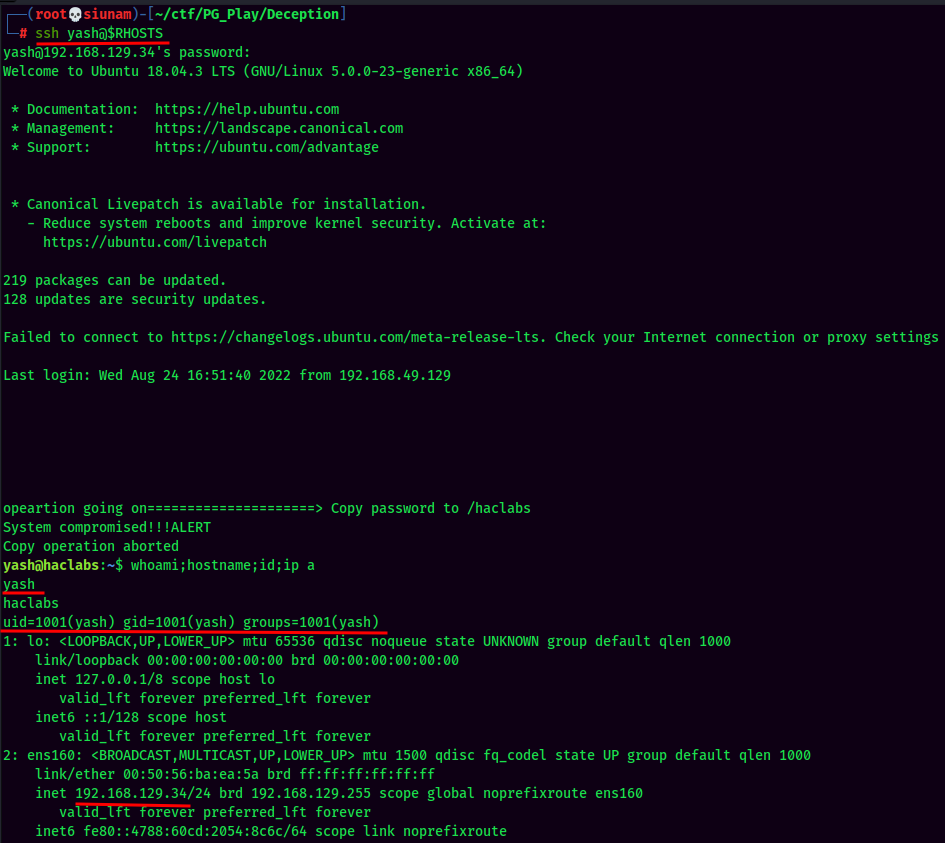 ┌──(root💀siunam)-[~/ctf/PG_Play/Deception]
└─# ssh yash@$RHOSTS
yash@192.168.129.34's password:
Welcome to Ubuntu 18.04.3 LTS (GNU/Linux 5.0.0-23-generic x86_64)
* Documentation:  https://help.ubuntu.com
* Management:     https://landscape.canonical.com
* Support:        https://ubuntu.com/advantage
* Canonical Livepatch is available for installation.
- Reduce system reboots and improve kernel security. Activate at:
https://ubuntu.com/livepatch
219 packages can be updated.
128 updates are security updates.
Failed to connect to https://changelogs.ubuntu.com/meta-release-lts. Check your Internet connection or proxy settings
Last login: Wed Aug 24 16:51:40 2022 from 192.168.49.129
opeartion going on=====================> Copy password to /haclabs
System compromised!!!ALERT
Copy operation aborted
yash@haclabs:~$ whoami;hostname;id;ip a
yash
haclabs
uid=1001(yash) gid=1001(yash) groups=1001(yash)
1: lo: <LOOPBACK,UP,LOWER_UP> mtu 65536 qdisc noqueue state UNKNOWN group default qlen 1000
link/loopback 00:00:00:00:00:00 brd 00:00:00:00:00:00
inet 127.0.0.1/8 scope host lo
valid_lft forever preferred_lft forever
inet6 ::1/128 scope host
valid_lft forever preferred_lft forever
2: ens160: <BROADCAST,MULTICAST,UP,LOWER_UP> mtu 1500 qdisc fq_codel state UP group default qlen 1000
link/ether 00:50:56:ba:ea:5a brd ff:ff:ff:ff:ff:ff
inet 192.168.129.34/24 brd 192.168.129.255 scope global noprefixroute ens160
valid_lft forever preferred_lft forever
inet6 fe80::4788:60cd:2054:8c6c/64 scope link noprefixroute